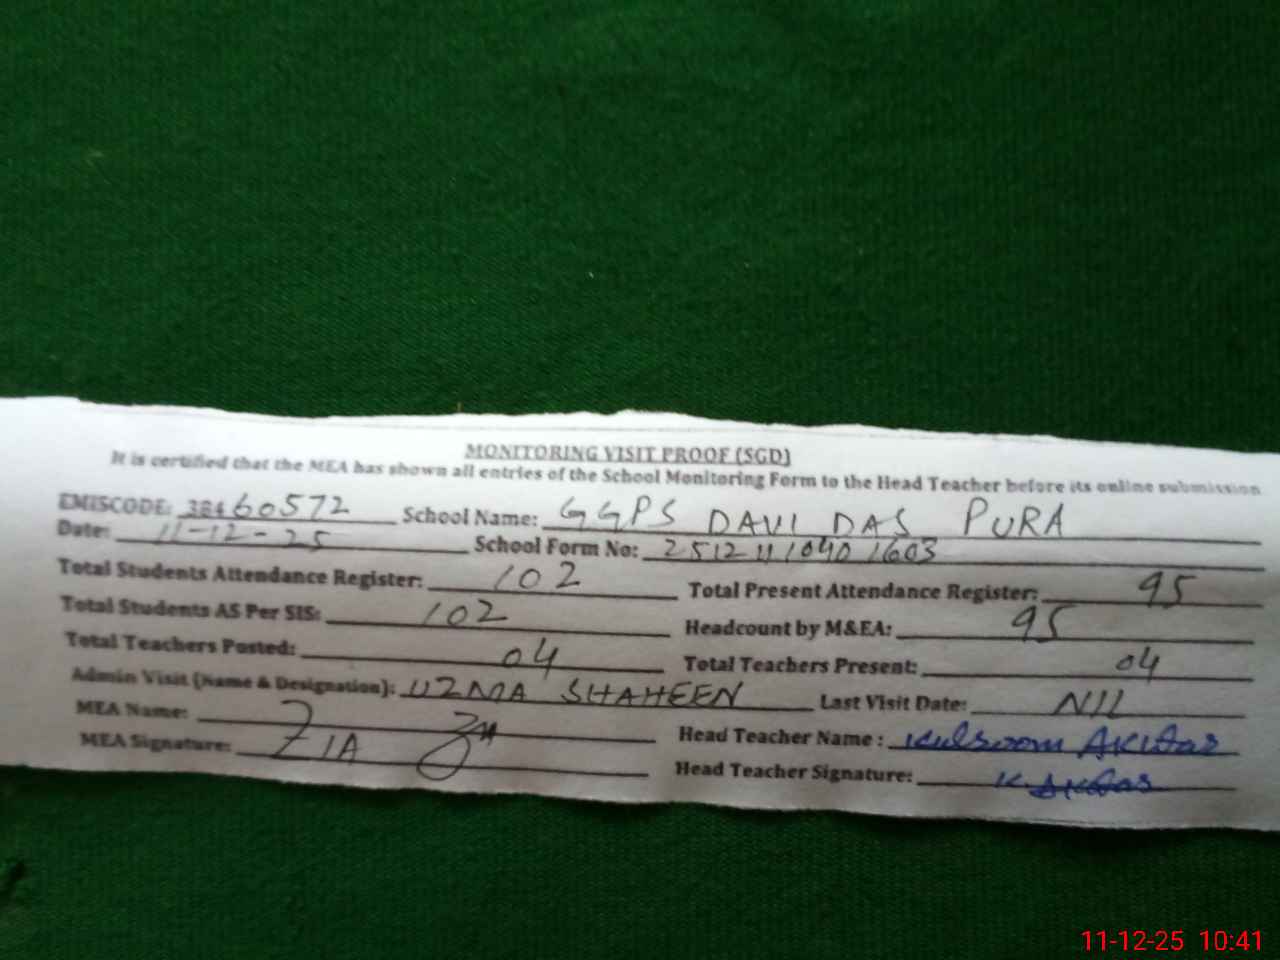 MONITORING VISIT PROOF (SGD)
It is certified that the MEA has shown all entries of the School Monitoring Form to the Head Teacher before its online submission
EMISCODE: 38460572 School Name: GGPS DAVI DAS PURA
Date: 11-12-25 School Form No: 2512111040 1603
Total Students Attendance Register: 102 Total Present Attendance Register: 95
Total Students AS Per SIS: 102 Headcount by M&EA: 95
Total Teachers Posted: 04 Total Teachers Present: 04
Admin Visit (Name & Designation): UZMA SHAHEEN Last Visit Date: NIL
MEA Name: ZIA Head Teacher Name : Kulsoom Akhtar
MEA Signature: Head Teacher Signature: K. Akhtar
11-12-25 10:41